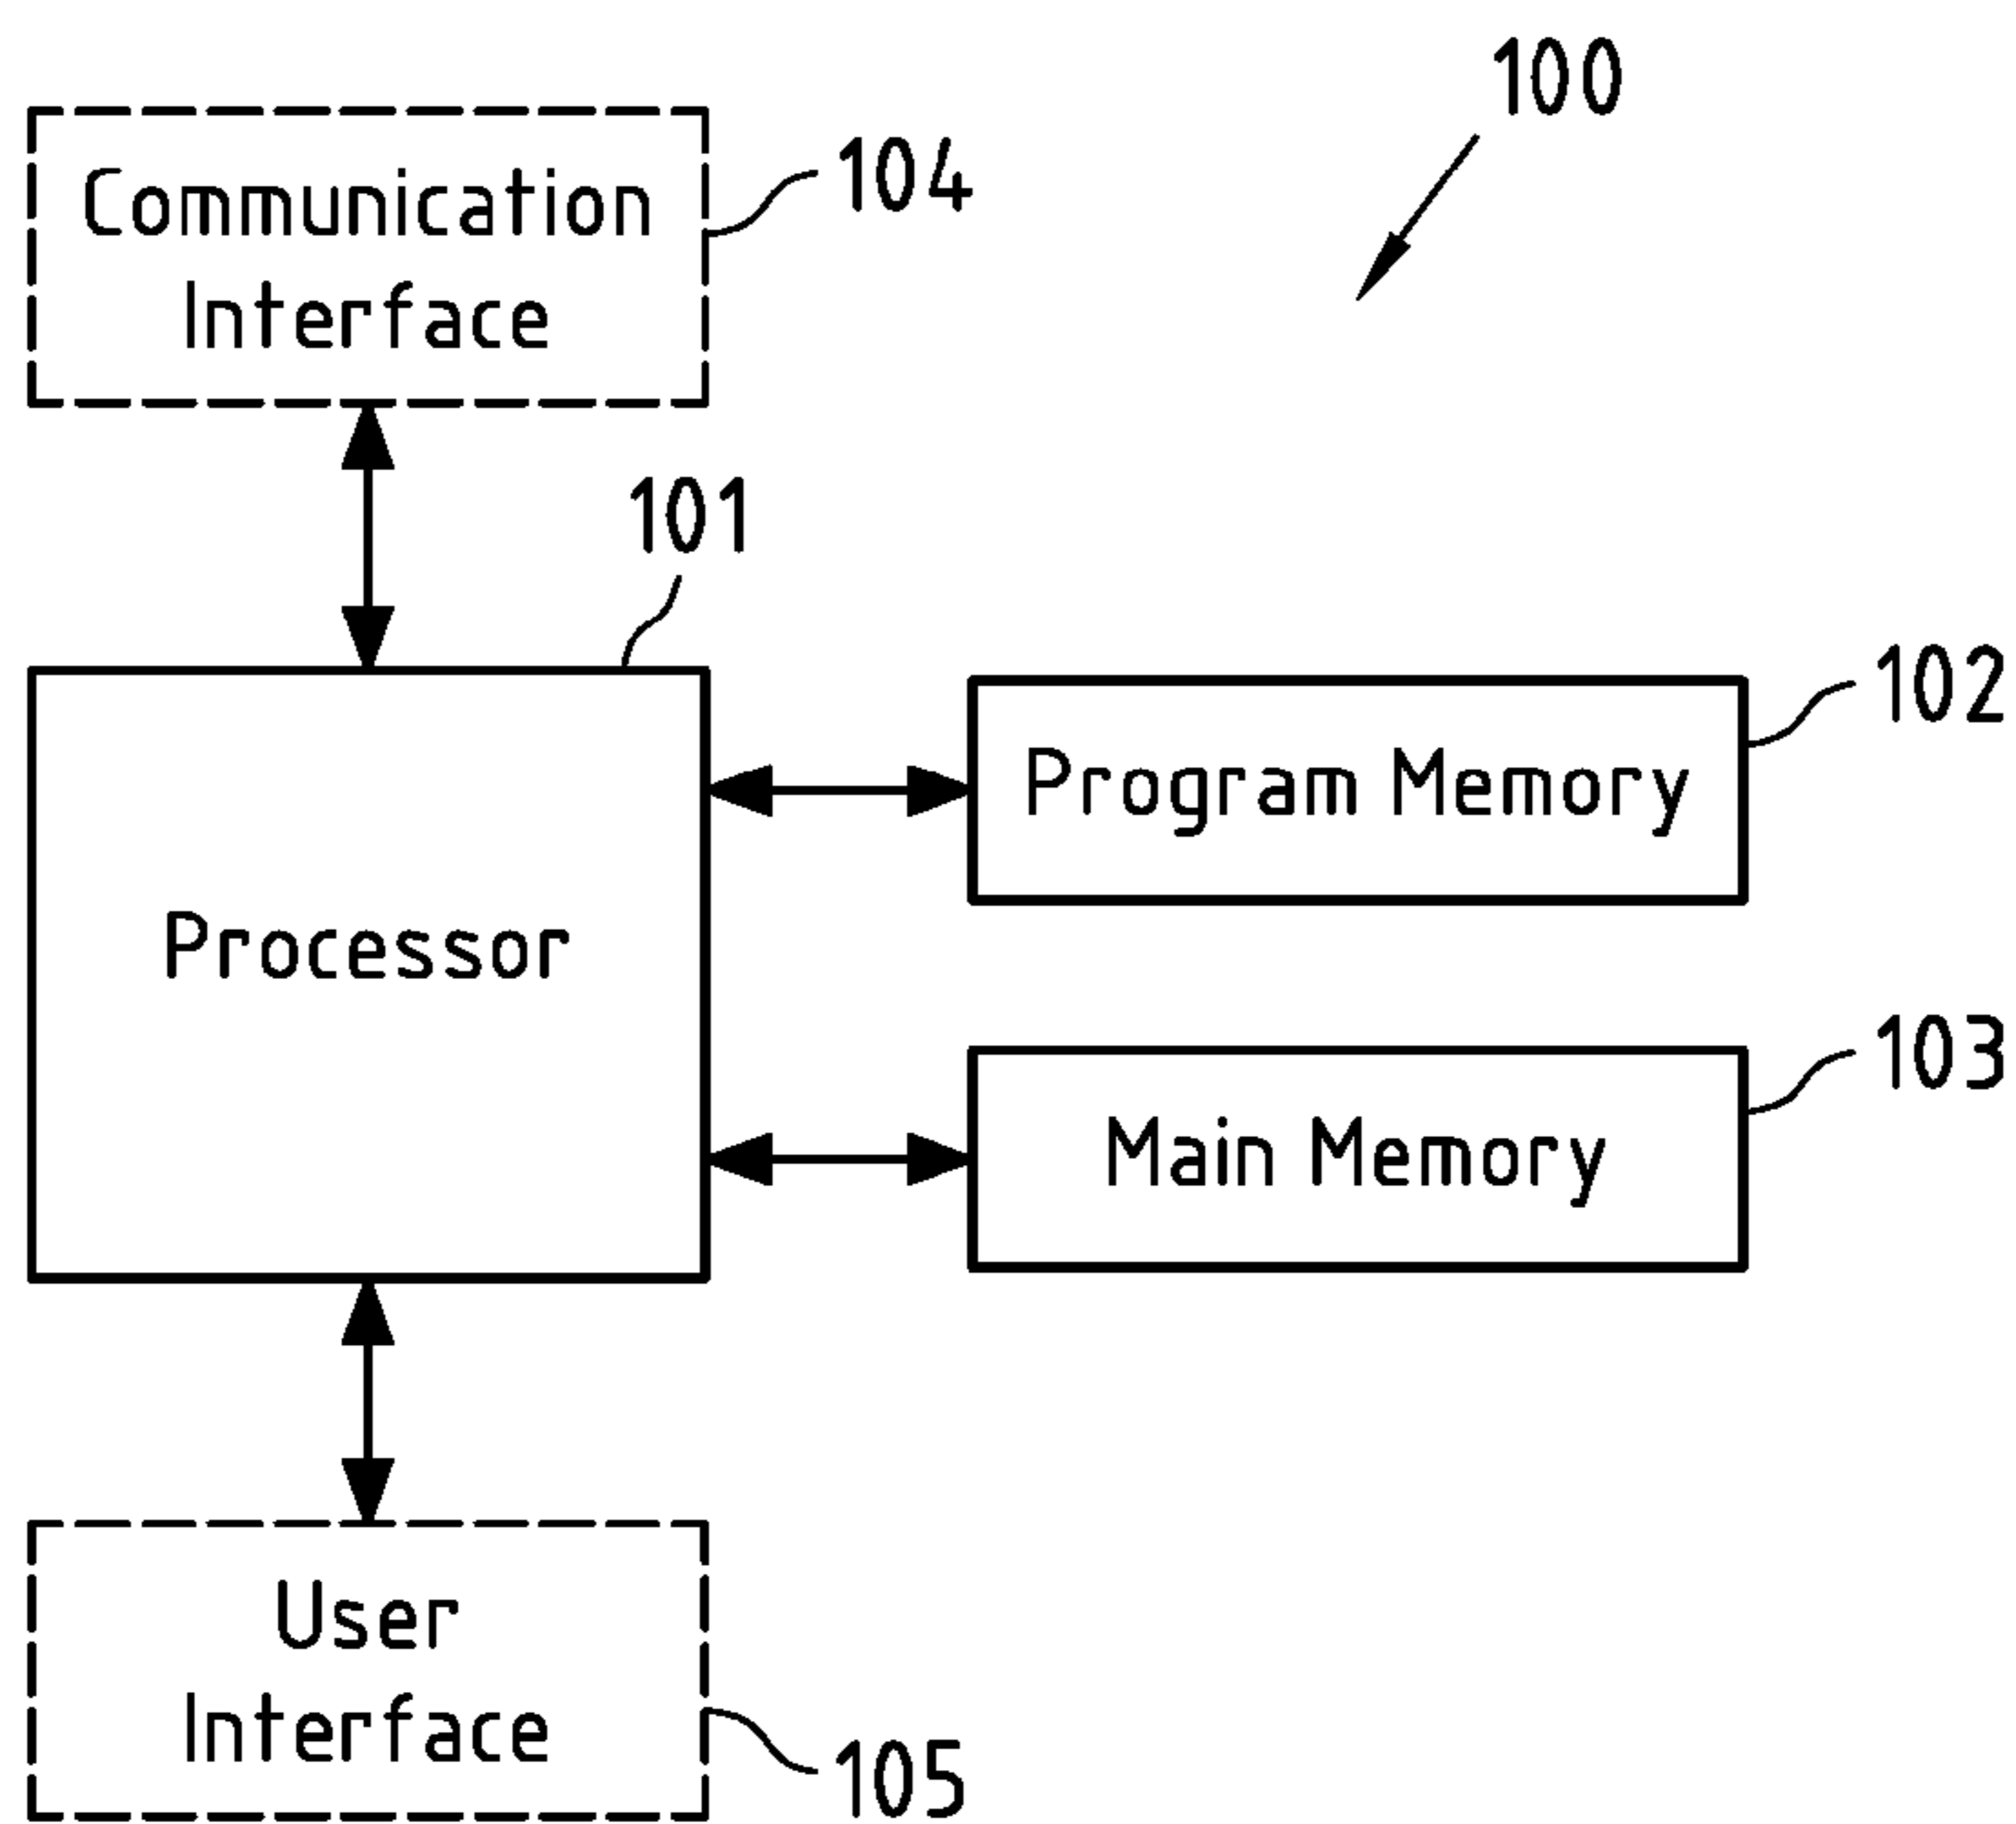 100
Communication
Interface
104
101
Processor
Program Memory
102
Main Memory
103
User
Interface
105